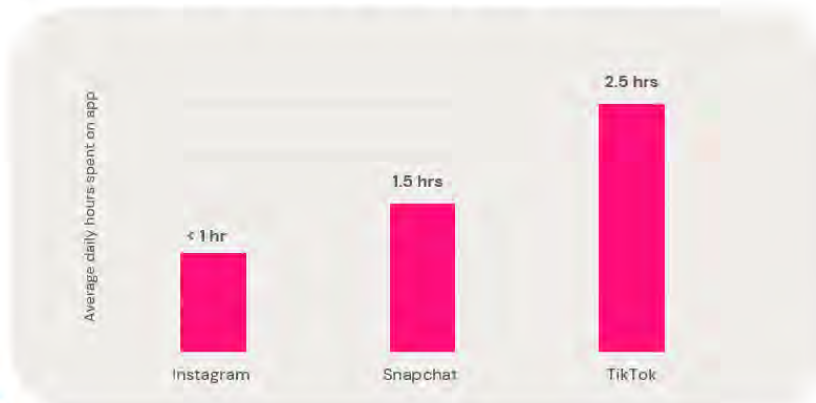 Average daily hours spent on app
< 1 hr
1.5 hrs
2.5 hrs
Instagram
Snapchat
TikTok